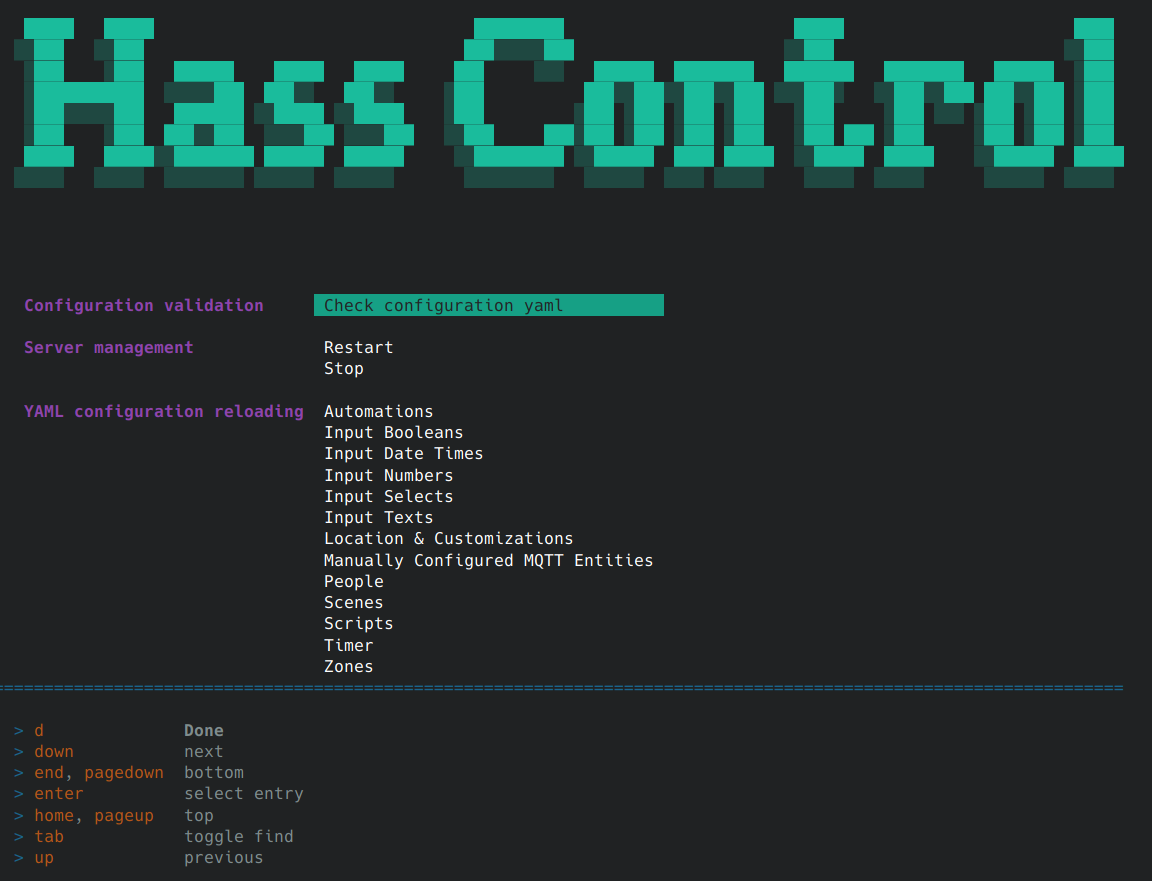 Hass Control
Configuration validation Check configuration yaml
Server management Restart
Stop
YAML configuration reloading Automations
Input Booleans
Input Date Times
Input Numbers
Input Selects
Input Texts
Location & Customizations
Manually Configured MQTT Entities
People
Scenes
Scripts
Timer
Zones
> d Done
> down next
> end, pagedown bottom
> enter select entry
> home, pageup top
> tab toggle find
> up previous